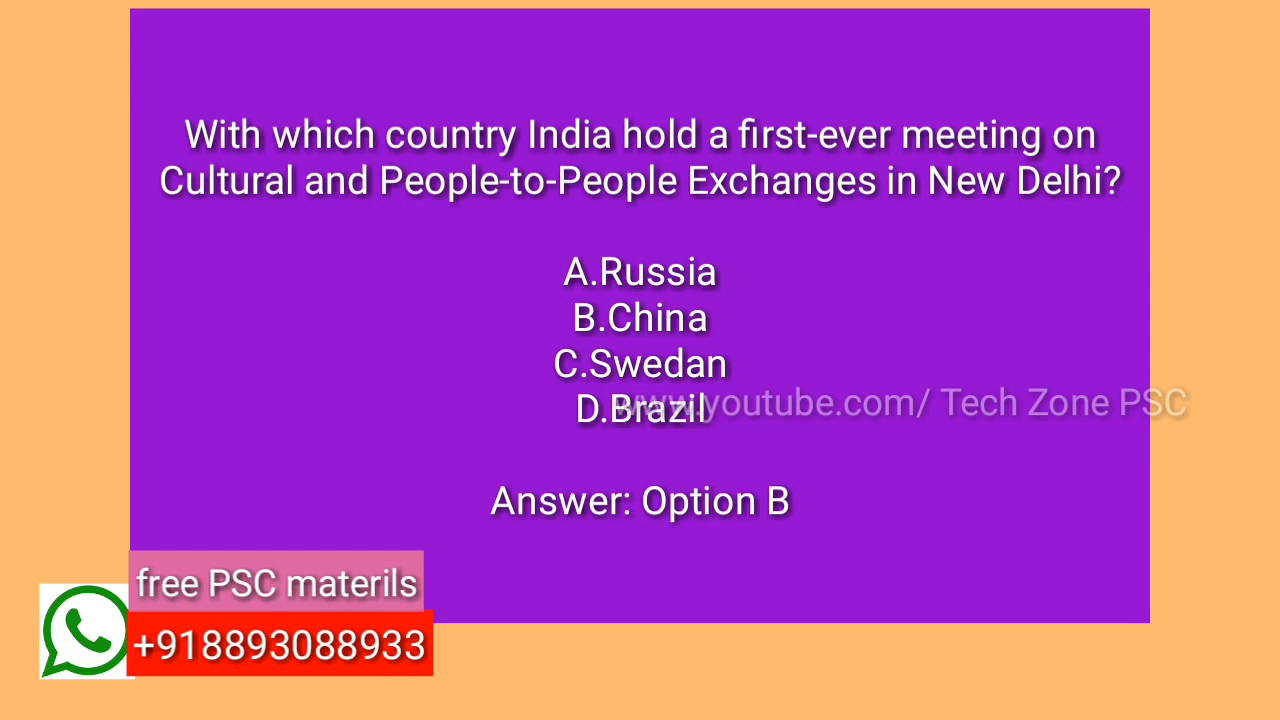 With which country India hold a first-ever meeting on
Cultural and People-to-People Exchanges in New Delhi?
A.Russia
B.China
C.Swedan
D.Brazil
www.youtube.com/ Tech Zone PSC
Answer: Option B
free PSC materils
+918893088933